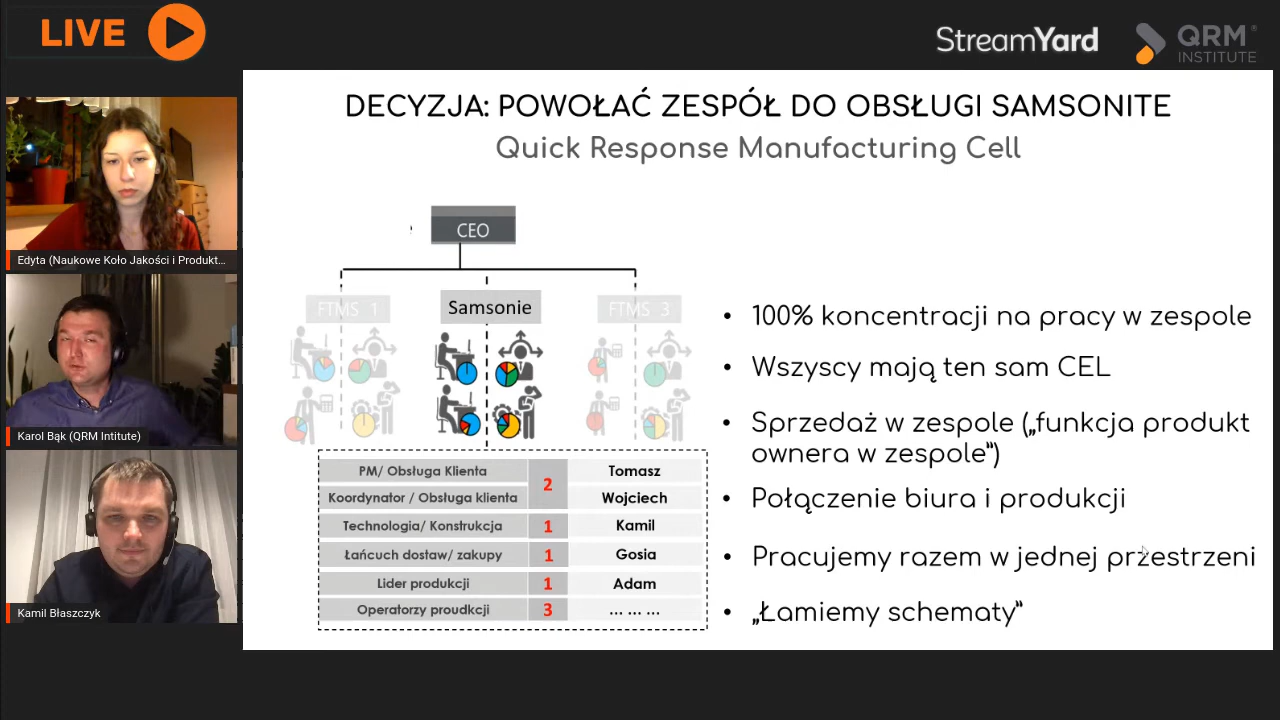 LIVE
StreamYard
QRM
INSTITUTE
DECYZJA: POWOŁAĆ ZESPÓŁ DO OBSŁUGI SAMSONITE
Quick Response Manufacturing Cell
CEO
FTMS 1
Samsonie
FTMS 3
PM/ Obsługa Klienta
2
Tomasz
Koordynator / Obsługa klienta
Wojciech
Technologia/ Konstrukcja 1 Kamil
Łańcuch dostaw/ zakupy 1 Gosia
Lider produkcji 1 Adam
Operatorzy proudkcji 3 ... ... ...
• 100% koncentracji na pracy w zespole
• Wszyscy mają ten sam CEL
• Sprzedaż w zespole („funkcja produkt
ownera w zespole”)
• Połączenie biura i produkcji
• Pracujemy razem w jednej przestrzeni
• „Łamiemy schematy”
Edyta (Naukowe Koło Jakości i Produkt...
Karol Bąk (QRM Intitute)
Kamil Błaszczyk